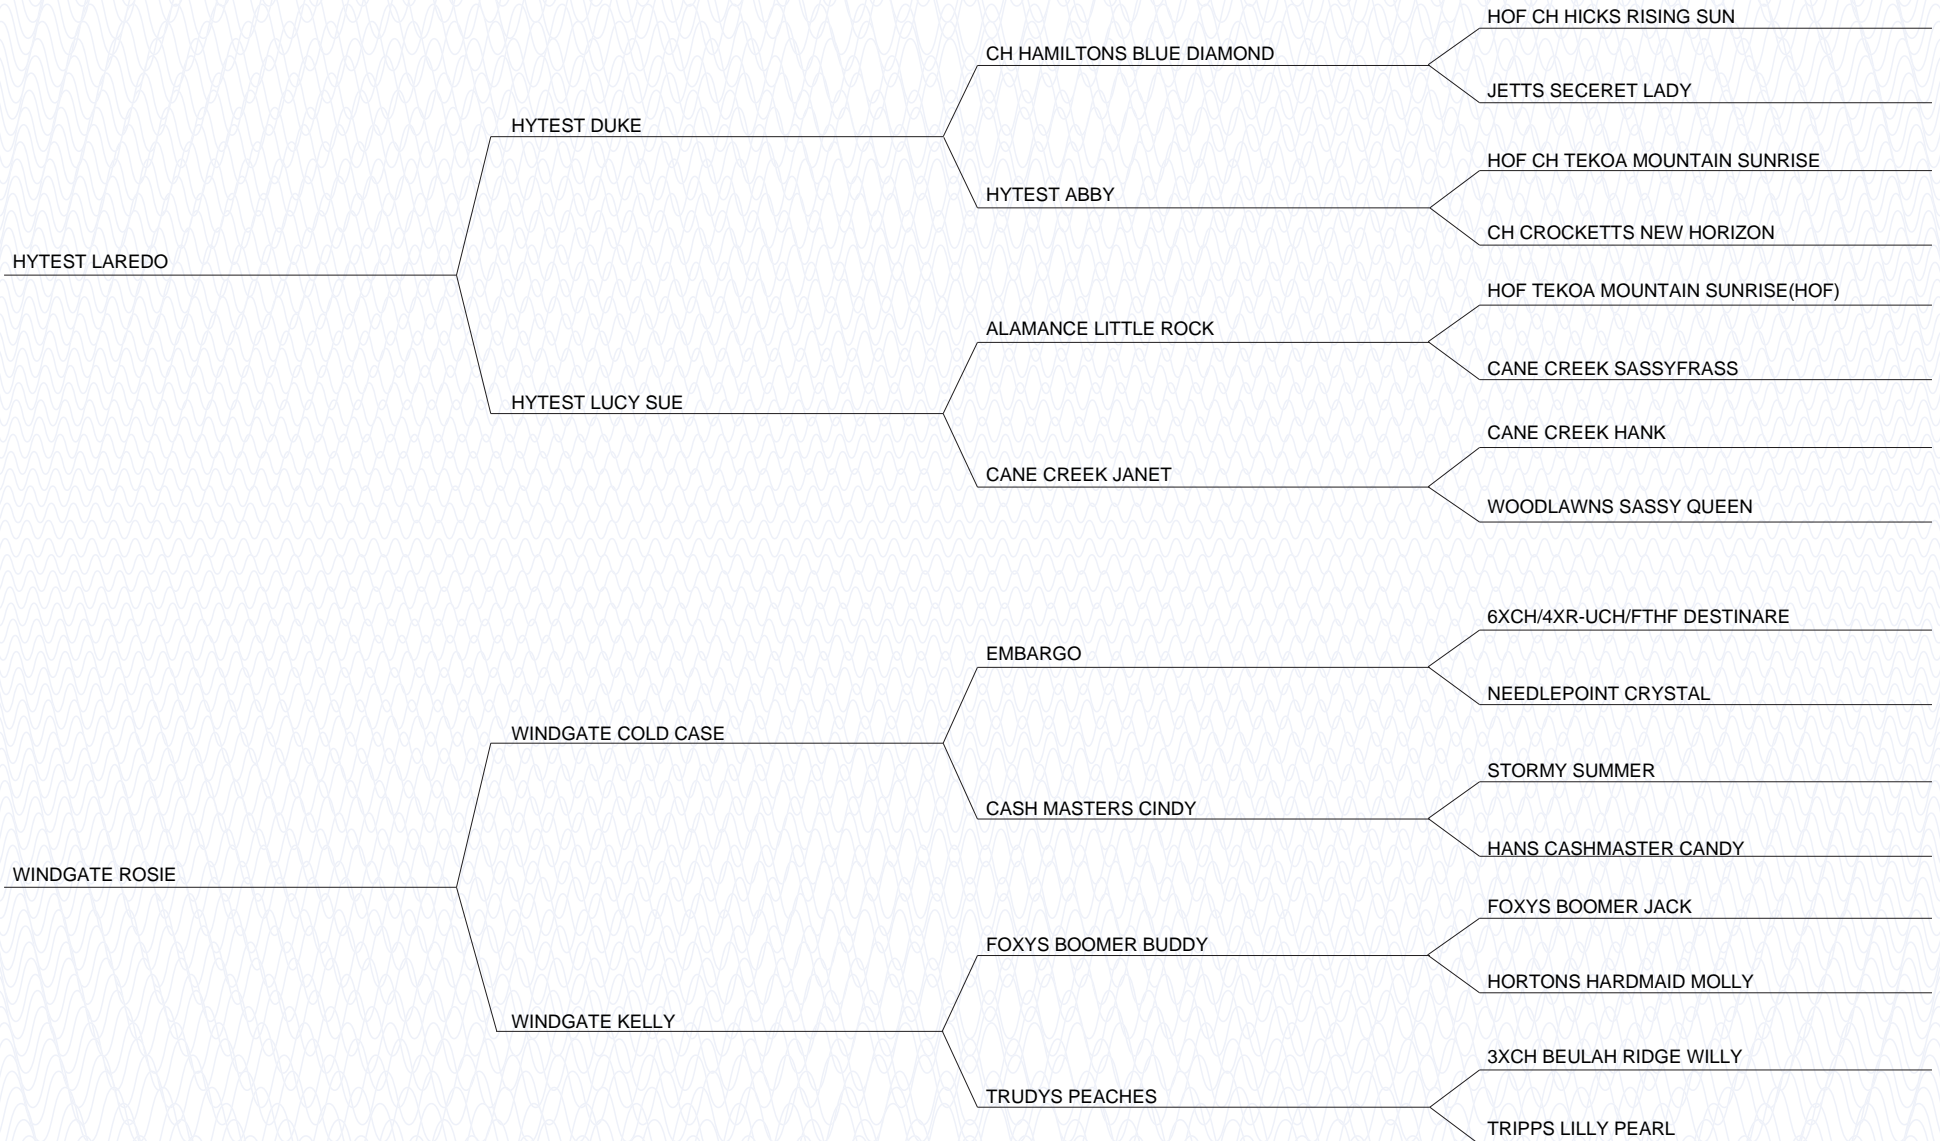 HOF CH HICKS RISING SUN
CH HAMILTONS BLUE DIAMOND
JETTS SECERET LADY
HYTEST DUKE
HOF CH TEKOA MOUNTAIN SUNRISE
HYTEST ABBY
CH CROCKETTS NEW HORIZON
HYTEST LAREDO
HOF TEKOA MOUNTAIN SUNRISE(HOF)
ALAMANCE LITTLE ROCK
CANE CREEK SASSYFRASS
HYTEST LUCY SUE
CANE CREEK HANK
CANE CREEK JANET
WOODLAWNS SASSY QUEEN
6XCH/4XR-UCH/FTHF DESTINARE
EMBARGO
NEEDLEPOINT CRYSTAL
WINDGATE COLD CASE
STORMY SUMMER
CASH MASTERS CINDY
HANS CASHMASTER CANDY
WINDGATE ROSIE
FOXYS BOOMER JACK
FOXYS BOOMER BUDDY
HORTONS HARDMAID MOLLY
WINDGATE KELLY
3XCH BEULAH RIDGE WILLY
TRUDYS PEACHES
TRIPPS LILLY PEARL